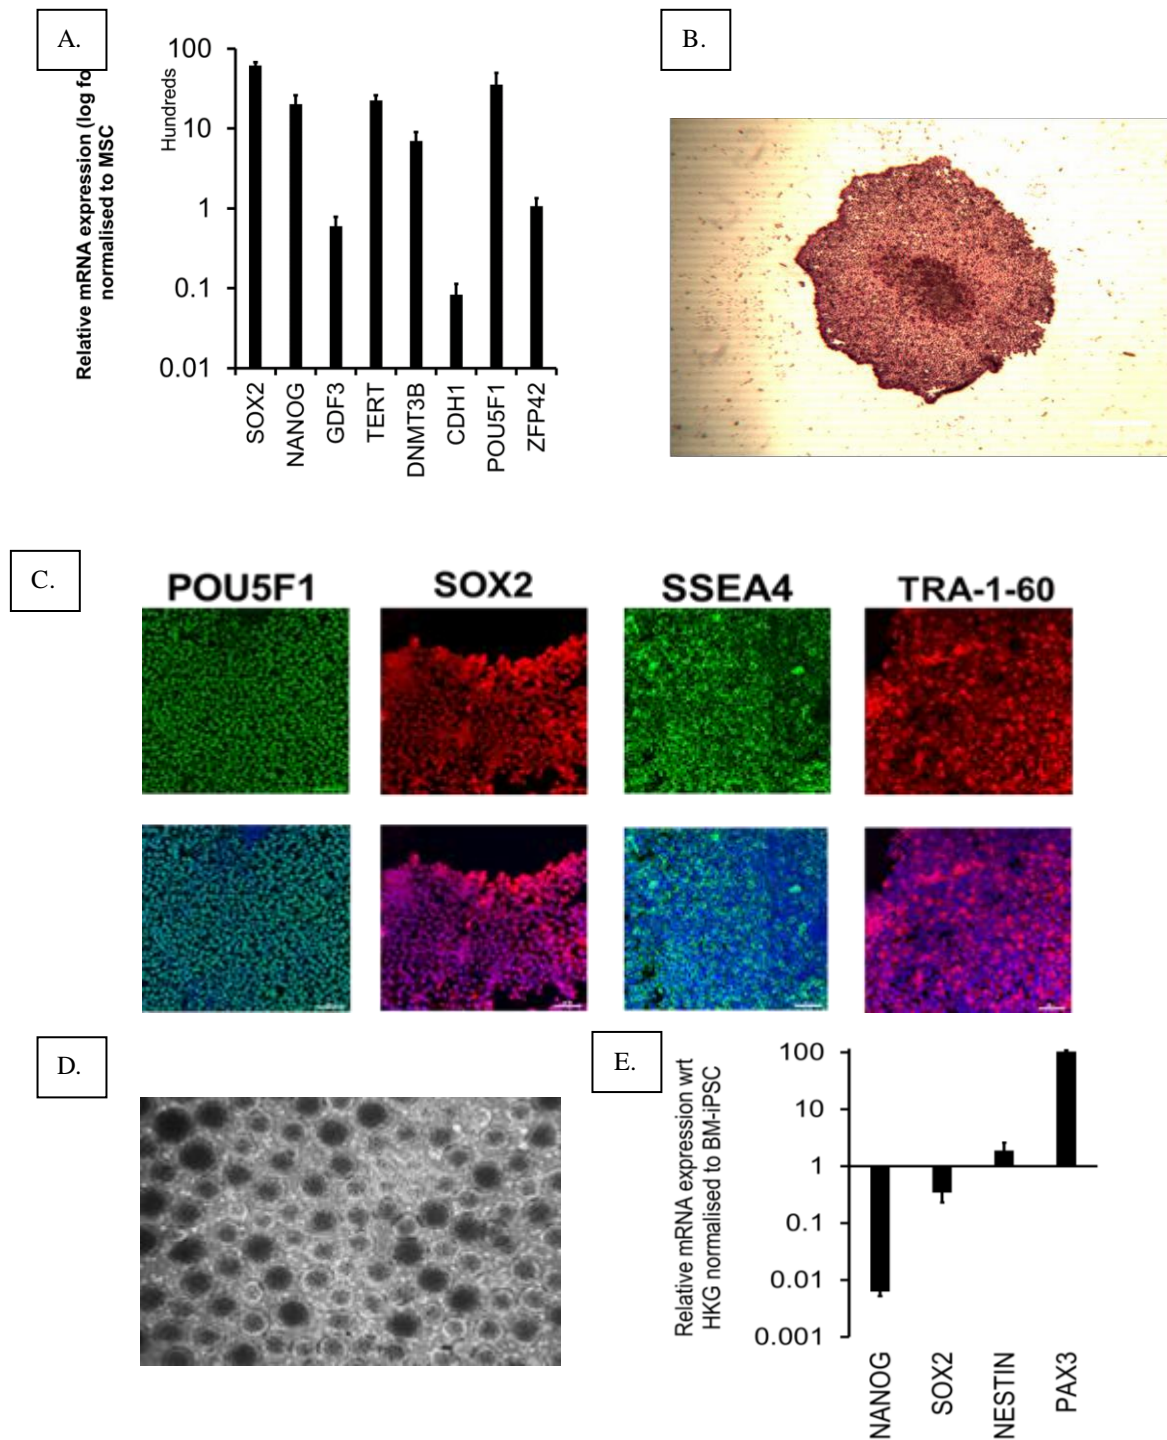 A.
Relative mRNA expression (log fo
normalised to MSC
Hundreds
100
10
1
0.1
0.01
SOX2
NANOG
GDF3
TERT
DNMT3B
CDH1
POU5F1
ZFP42
B.
C.
POU5F1
SOX2
SSEA4
TRA-1-60
D.
E.
Relative mRNA expression wrt
HKG normalised to BM-iPSC
100
10
1
0.1
0.01
0.001
NANOG
SOX2
NESTIN
PAX3